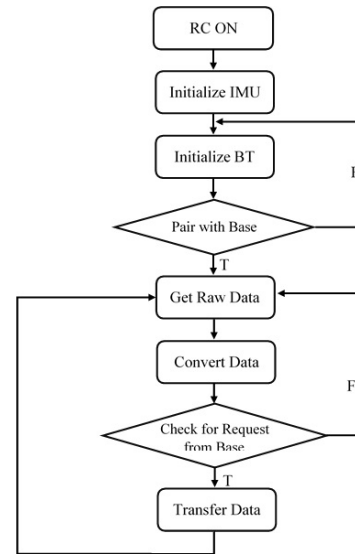 RC ON
Initialize IMU
Initialize BT
Pair with Base
T
Get Raw Data
Convert Data
F
Check for Request
from Base
T
Transfer Data